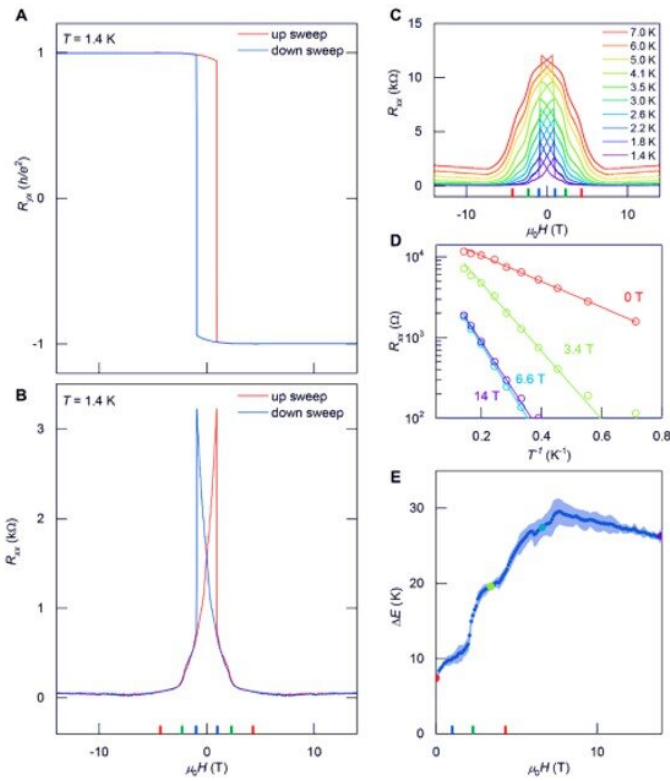 A
T = 1.4 K
up sweep
down sweep
1
0
-1
R_yx (h/e²)
B
T = 1.4 K
up sweep
down sweep
3
2
1
0
R_xx (kΩ)
-10 0 10
μ₀H (T)
C
15
10
5
0
R_xx (kΩ)
7.0 K
6.0 K
5.0 K
4.1 K
3.5 K
3.0 K
2.6 K
2.2 K
1.8 K
1.4 K
-10 0 10
μ₀H (T)
D
10⁴
10³
10²
R_xx (Ω)
0 T
3.4 T
6.6 T
14 T
0.2 0.4 0.6 0.8
T⁻¹ (K⁻¹)
E
30
20
10
0
ΔE (K)
0 10
μ₀H (T)